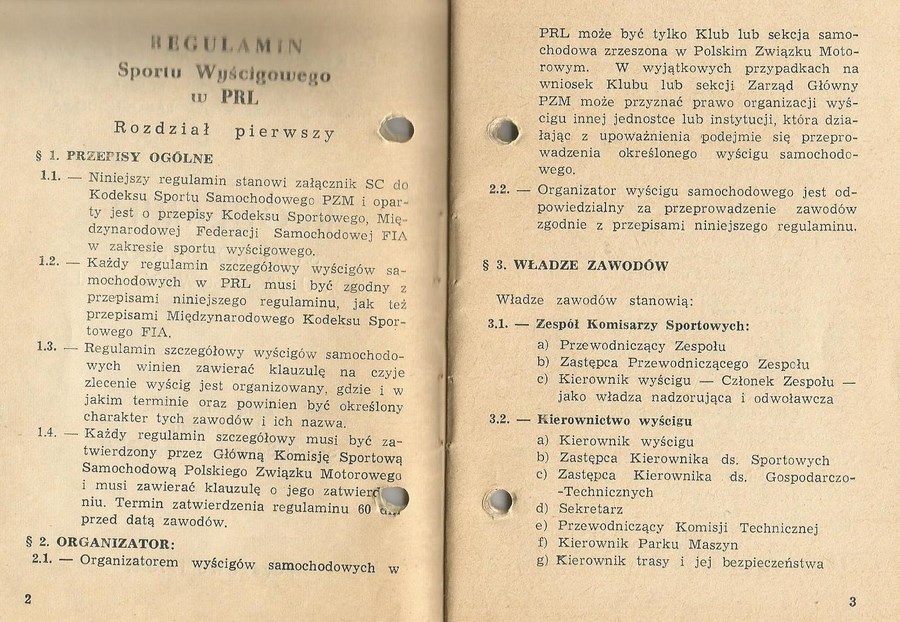 REGULAMIN
Sportu Wyścigowego
w PRL
Rozdział pierwszy
§ 1. PRZEPISY OGÓLNE
1.1. — Niniejszy regulamin stanowi załącznik SC do
Kodeksu Sportu Samochodowego PZM i opar-
ty jest o przepisy Kodeksu Sportowego, Mię-
dzynarodowej Federacji Samochodowej FIA
w zakresie sportu wyścigowego.
1.2. — Każdy regulamin szczegółowy wyścigów sa-
mochodowych w PRL musi być zgodny z
przepisami niniejszego regulaminu, jak też
przepisami Międzynarodowego Kodeksu Spor-
towego FIA.
1.3. — Regulamin szczegółowy wyścigów samochodo-
wych winien zawierać klauzulę na czyje
zlecenie wyścig jest organizowany, gdzie i w
jakim terminie oraz powinien być określony
charakter tych zawodów i ich nazwa.
1.4. — Każdy regulamin szczegółowy musi być za-
twierdzony przez Główną Komisję Sportową
Samochodową Polskiego Związku Motorowego
i musi zawierać klauzulę o jego
niu. Termin zatwierdzenia regulaminu 60
przed datą zawodów.
§ 2. ORGANIZATOR:
2.1. — Organizatorem wyścigów samochodowych w
2
PRL może być tylko Klub lub sekcja samo-
chodowa zrzeszona w Polskim Związku Moto-
rowym. W wyjątkowych przypadkach na
wniosek Klubu lub sekcji Zarząd Główny
PZM może przyznać prawo organizacji wyś-
cigu innej jednostce lub instytucji, która dzia-
łając z upoważnienia podejmie się przepro-
wadzenia określonego wyścigu samochodo-
wego.
2.2. — Organizator wyścigu samochodowego jest od-
powiedzialny za przeprowadzenie zawodów
zgodnie z przepisami niniejszego regulaminu.
§ 3. WŁADZE ZAWODÓW
Władze zawodów stanowią:
3.1. — Zespół Komisarzy Sportowych:
a) Przewodniczący Zespołu
b) Zastępca Przewodniczącego Zespołu
c) Kierownik wyścigu — Członek Zespołu —
jako władza nadzorująca i odwoławcza
3.2. — Kierownictwo wyścigu
a) Kierownik wyścigu
b) Zastępca Kierownika ds. Sportowych
c) Zastępca Kierownika ds. Gospodarczo-
-Technicznych
d) Sekretarz
e) Przewodniczący Komisji Technicznej
f) Kierownik Parku Maszyn
g) Kierownik trasy i jej bezpieczeństwa
3